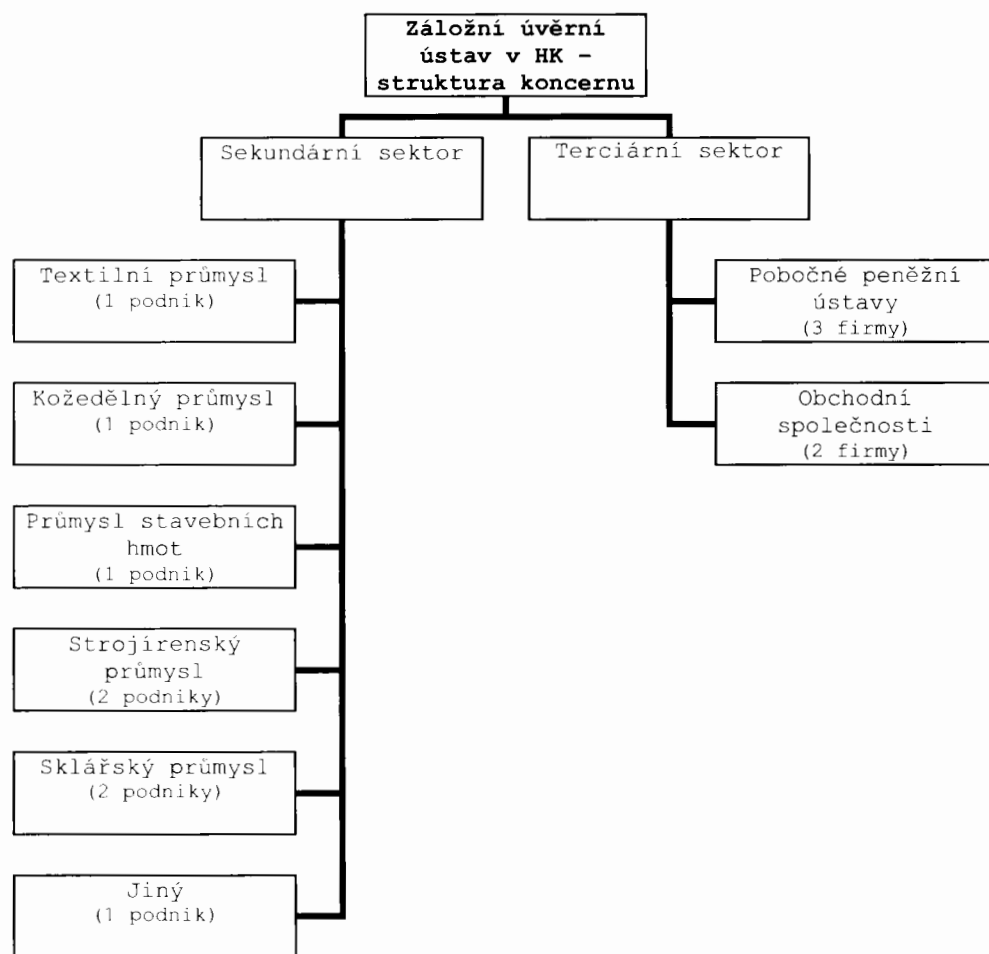 Záložní úvěrní
ústav v HK –
struktura koncernu
Sekundární sektor
Terciární sektor
Textilní průmysl
(1 podnik)
Kožedělný průmysl
(1 podnik)
Průmysl stavebních
hmot
(1 podnik)
Strojírenský
průmysl
(2 podniky)
Sklářský průmysl
(2 podniky)
Jiný
(1 podnik)
Pobočné peněžní
ústavy
(3 firmy)
Obchodní
společnosti
(2 firmy)